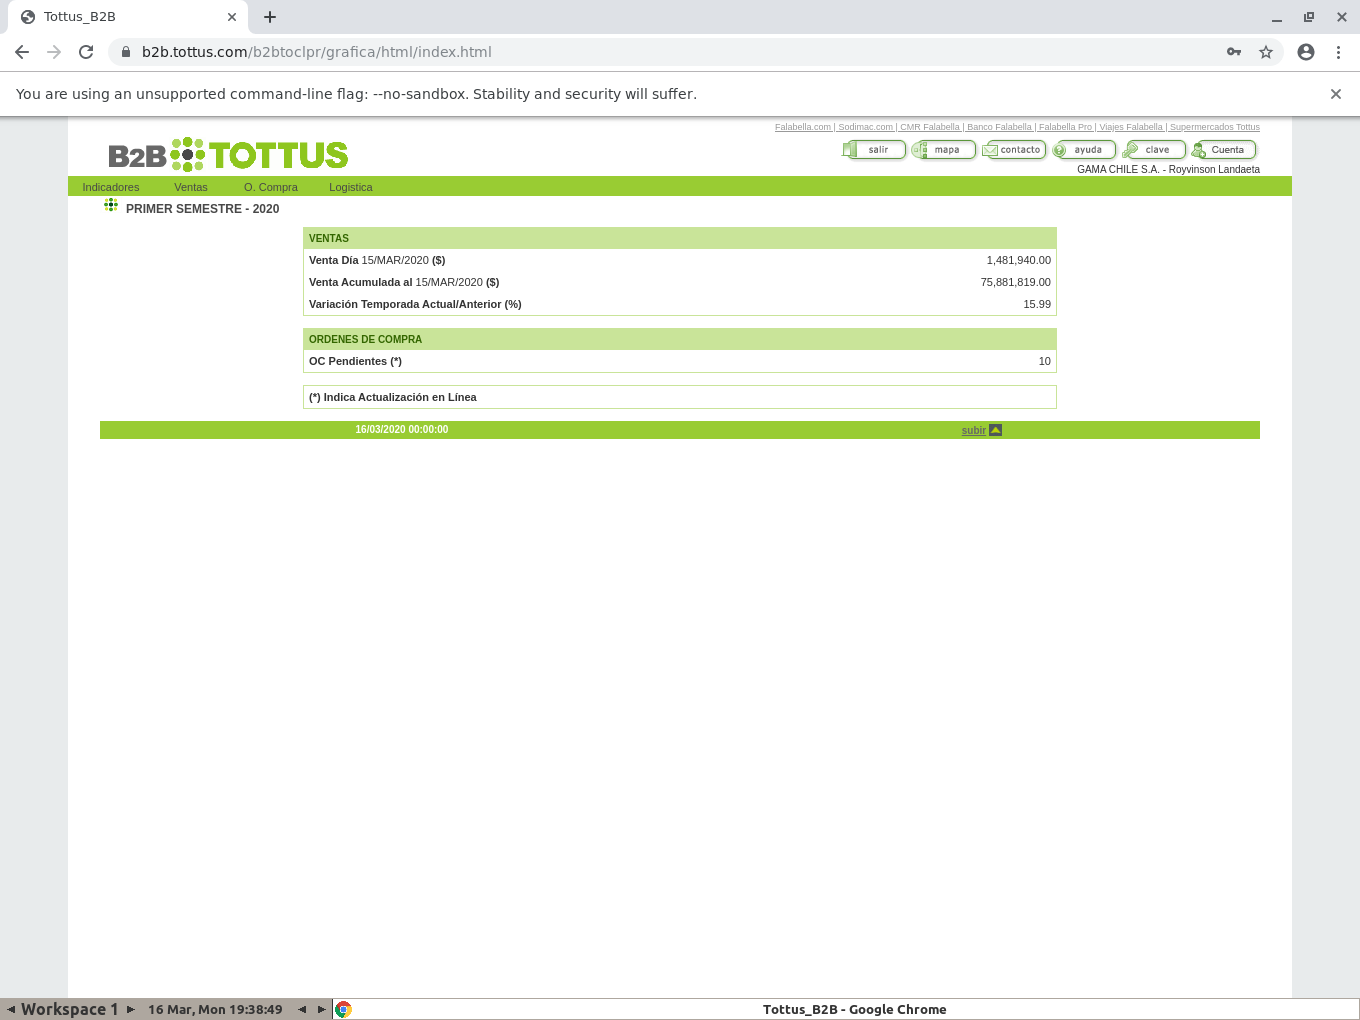 Tottus_B2B
b2b.tottus.com/b2btoclpr/grafica/html/index.html
You are using an unsupported command-line flag: --no-sandbox. Stability and security will suffer.
Falabella.com | Sodimac.com | CMR Falabella | Banco Falabella | Falabella Pro | Viajes Falabella | Supermercados Tottus
B2B TOTTUS
salir mapa contacto ayuda clave Cuenta
GAMA CHILE S.A. - Royvinson Landaeta
Indicadores Ventas O. Compra Logistica
PRIMER SEMESTRE - 2020
VENTAS
Venta Día 15/MAR/2020 ($) 1,481,940.00
Venta Acumulada al 15/MAR/2020 ($) 75,881,819.00
Variación Temporada Actual/Anterior (%) 15.99
ORDENES DE COMPRA
OC Pendientes (*) 10
(*) Indica Actualización en Línea
16/03/2020 00:00:00 subir
Workspace 1 16 Mar, Mon 19:38:49 Tottus_B2B - Google Chrome